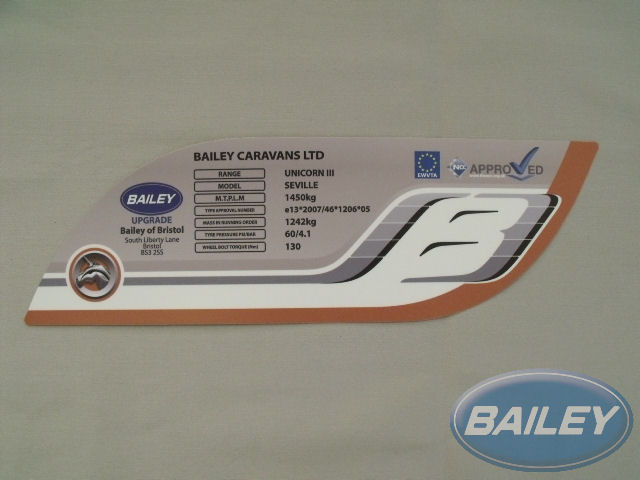 BAILEY CARAVANS LTD
RANGE UNICORN III
MODEL SEVILLE
M.T.P.L.M 1450kg
TYPE APPROVAL NUMBER e13*2007/46*1206*05
MASS IN RUNNING ORDER 1242kg
TYRE PRESSURE PSI/BAR 60/4.1
WHEEL BOLT TORQUE (Nm) 130
BAILEY
UPGRADE
Bailey of Bristol
South Liberty Lane
Bristol
BS3 2SS
EWVTA
NCC APPROVED
B
BAILEY